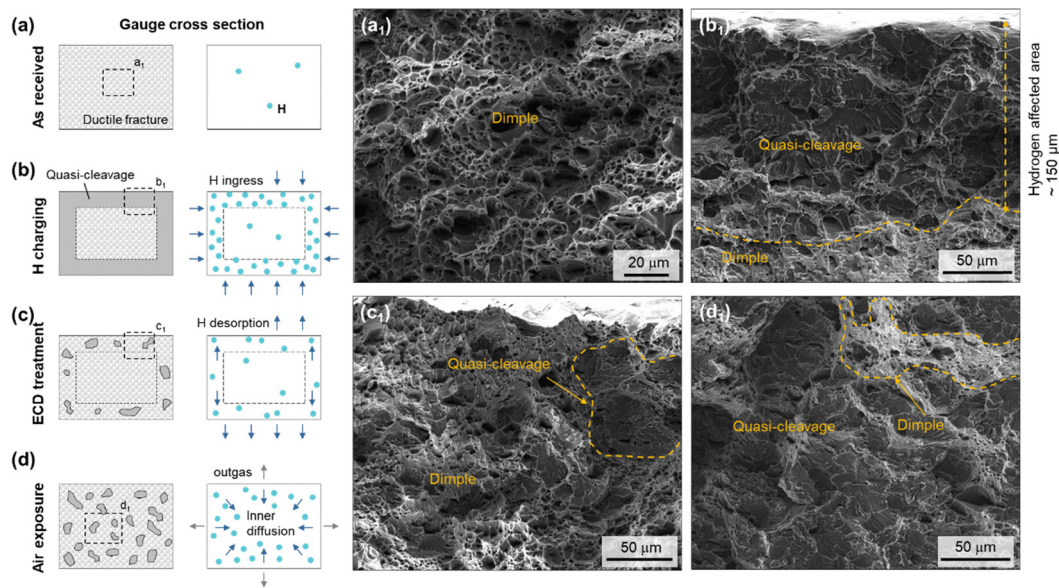 (a)
Gauge cross section
As received
a1
Ductile fracture
H
(b)
H charging
Quasi-cleavage
b1
H ingress
(c)
ECD treatment
c1
H desorption
(d)
Air exposure
d1
outgas
Inner
diffusion
(a1)
Dimple
20 μm
(b1)
Quasi-cleavage
Dimple
50 μm
Hydrogen affected area
~ 150 μm
(c1)
Quasi-cleavage
Dimple
50 μm
(d1)
Quasi-cleavage
Dimple
50 μm